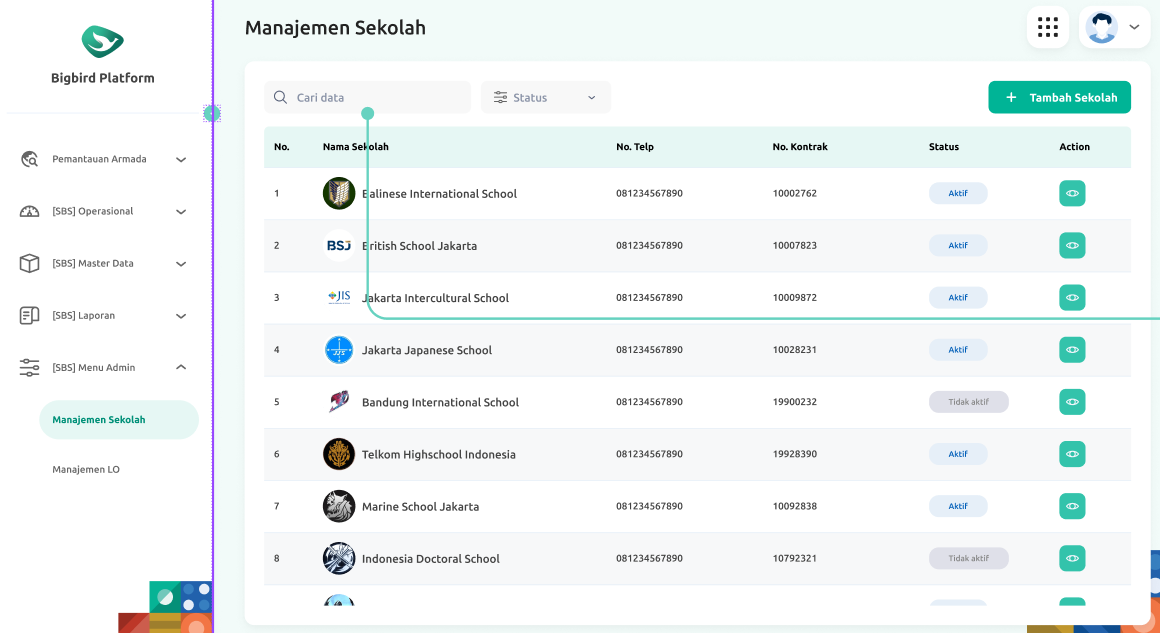 Bigbird Platform
Pemantauan Armada
[SBS] Operasional
[SBS] Master Data
[SBS] Laporan
[SBS] Menu Admin
Manajemen Sekolah
Manajemen LO
Manajemen Sekolah
Cari data
Status
+ Tambah Sekolah
No. Nama Sekolah No. Telp No. Kontrak Status Action
1 Balinese International School 081234567890 10002762 Aktif
2 BSJ British School Jakarta 081234567890 10007823 Aktif
3 JIS Jakarta Intercultural School 081234567890 10009872 Aktif
4 JJS Jakarta Japanese School 081234567890 10028231 Aktif
5 Bandung International School 081234567890 19900232 Tidak aktif
6 Telkom Highschool Indonesia 081234567890 19928390 Aktif
7 Marine School Jakarta 081234567890 10092838 Aktif
8 Indonesia Doctoral School 081234567890 10792321 Tidak aktif